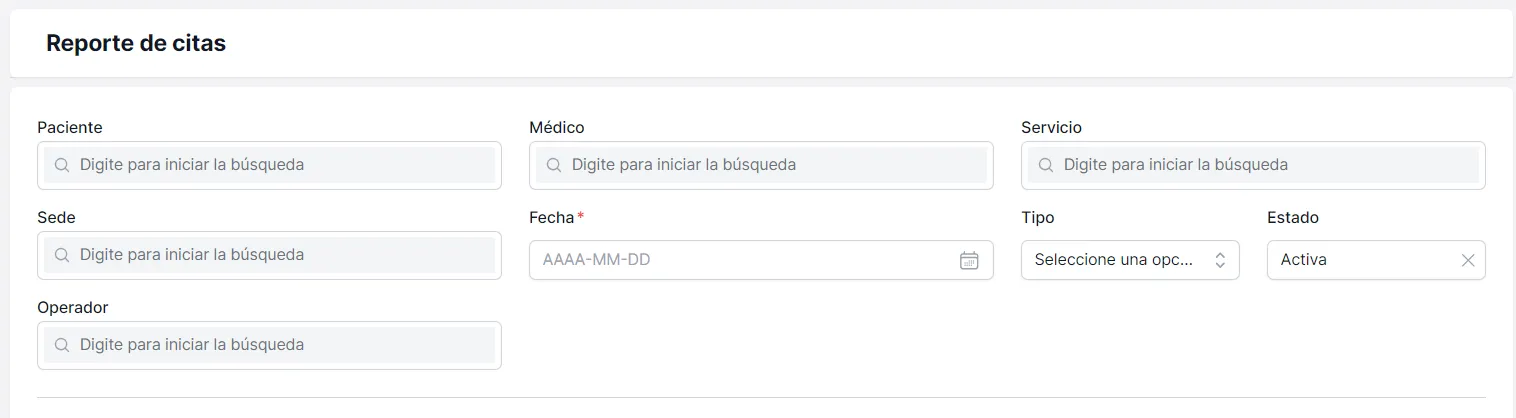 Reporte de citas
Paciente
Médico
Servicio
Digite para iniciar la búsqueda
Digite para iniciar la búsqueda
Digite para iniciar la búsqueda
Sede
Fecha*
Tipo
Estado
Digite para iniciar la búsqueda
AAAA-MM-DD
Seleccione una opc...
Activa
Operador
Digite para iniciar la búsqueda